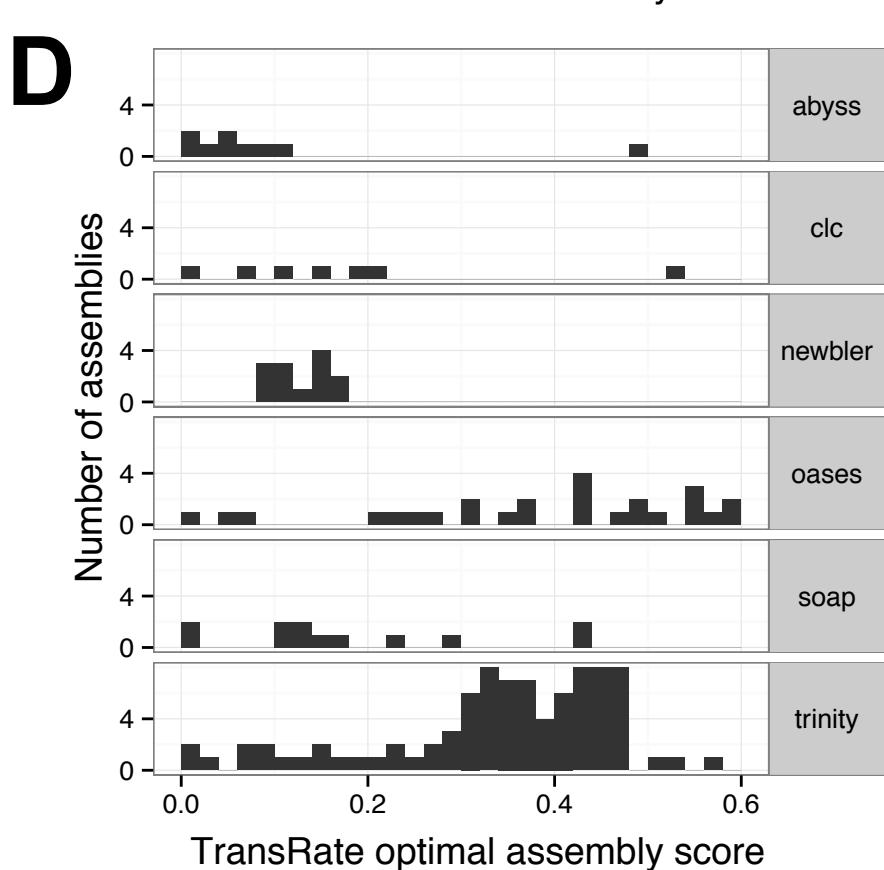 D
Number of assemblies
4
0
abyss
4
0
clc
4
0
newbler
4
0
oases
4
0
soap
4
0
trinity
0.0 0.2 0.4 0.6
TransRate optimal assembly score